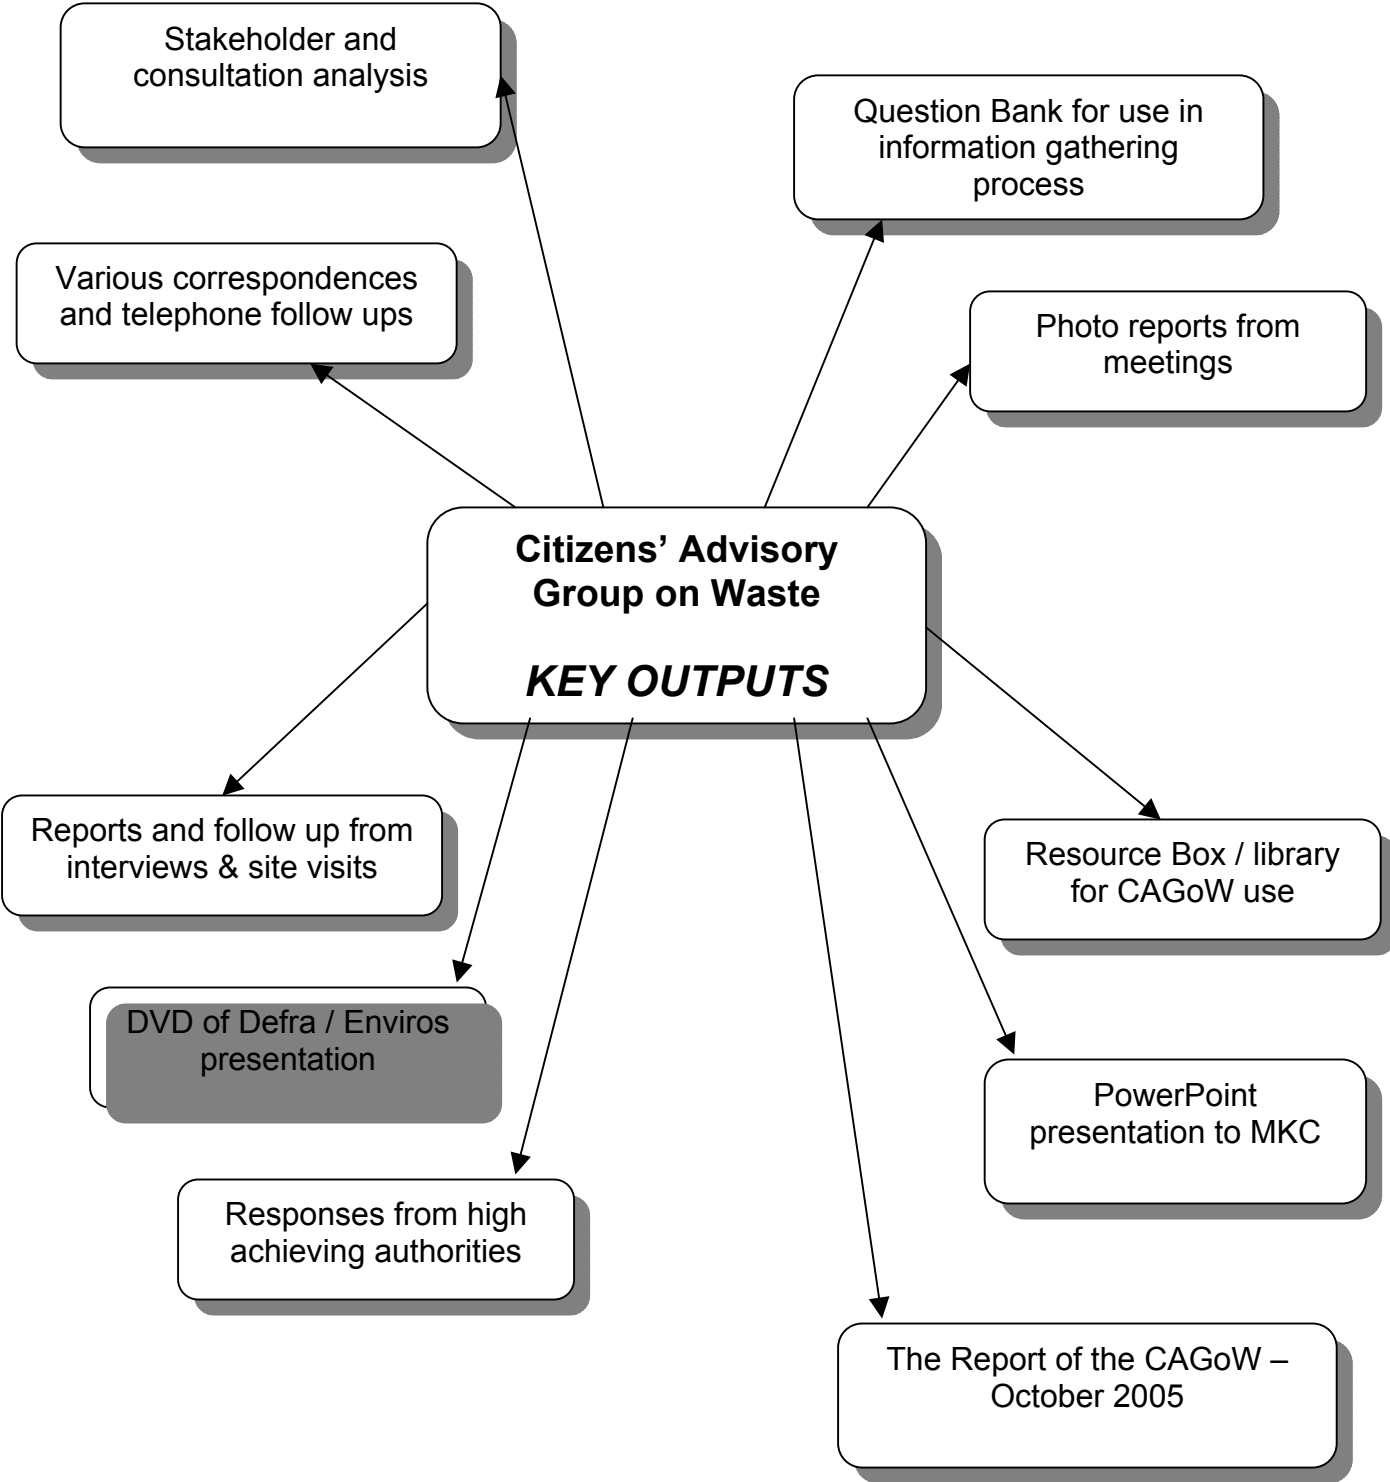 Stakeholder and
consultation analysis
Question Bank for use in
information gathering
process
Various correspondences
and telephone follow ups
Photo reports from
meetings
Citizens’ Advisory
Group on Waste
KEY OUTPUTS
Reports and follow up from
interviews & site visits
Resource Box / library
for CAGoW use
DVD of Defra / Enviros
presentation
PowerPoint
presentation to MKC
Responses from high
achieving authorities
The Report of the CAGoW –
October 2005